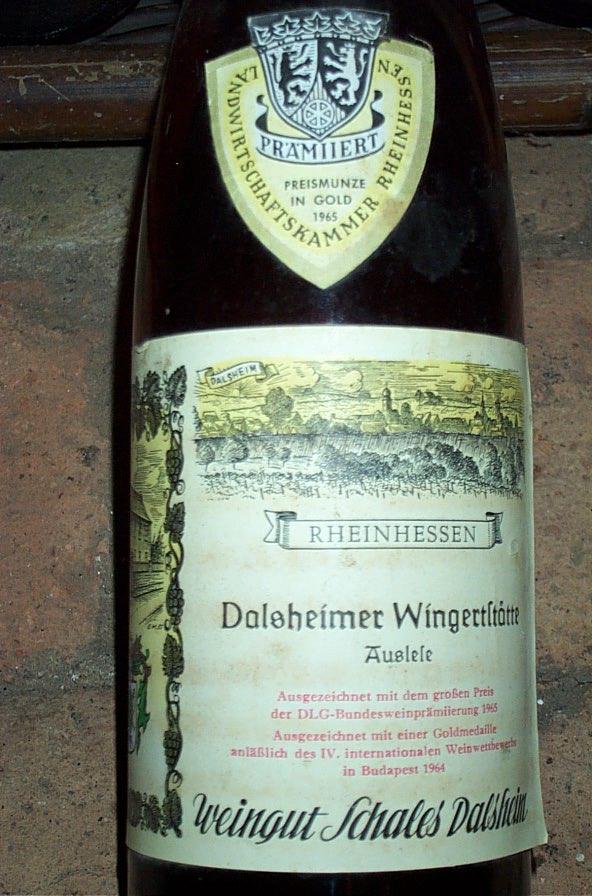 LANDWIRTSCHAFTSKAMMER RHEINHESSEN
PRÄMIIERT
PREISMUNZE
IN GOLD
1965
DALSHEIM
RHEINHESSEN
Dalsheimer Wingertſtätte
Ausleſe
Ausgezeichnet mit dem großen Preis
der DLG-Bundesweinprämiierung 1965
Ausgezeichnet mit einer Goldmedaille
anläßlich des IV. internationalen Weinwettbewerbs
in Budapest 1964
Weingut Schales Dalsheim